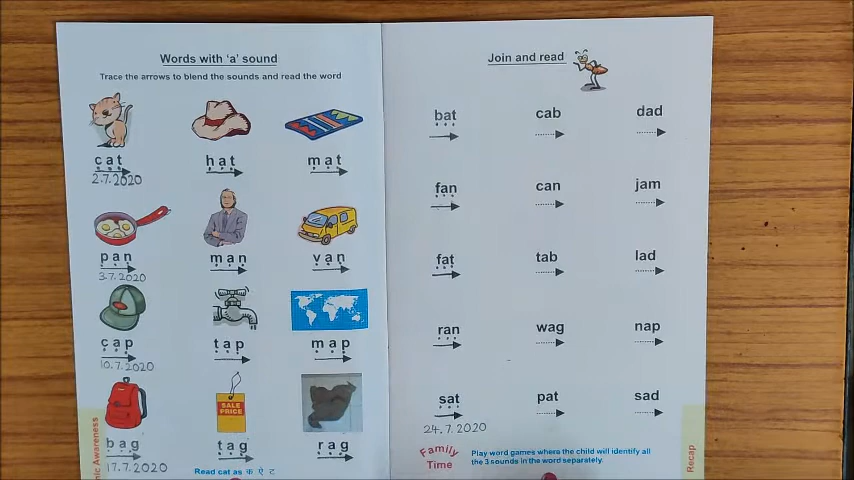 Words with 'a' sound
Trace the arrows to blend the sounds and read the word
cat hat mat
2.7.2020
pan man van
3.7.2020
cap tap map
10.7.2020
SALE
PRICE
bag tag rag
17.7.2020
Read cat as क ऐ ट
Join and read
bat cab dad
fan can jam
fat tab lad
ran wag nap
sat pat sad
24.7.2020
Family
Time
Play word games where the child will identify all
the 3 sounds in the word separately.
Recap